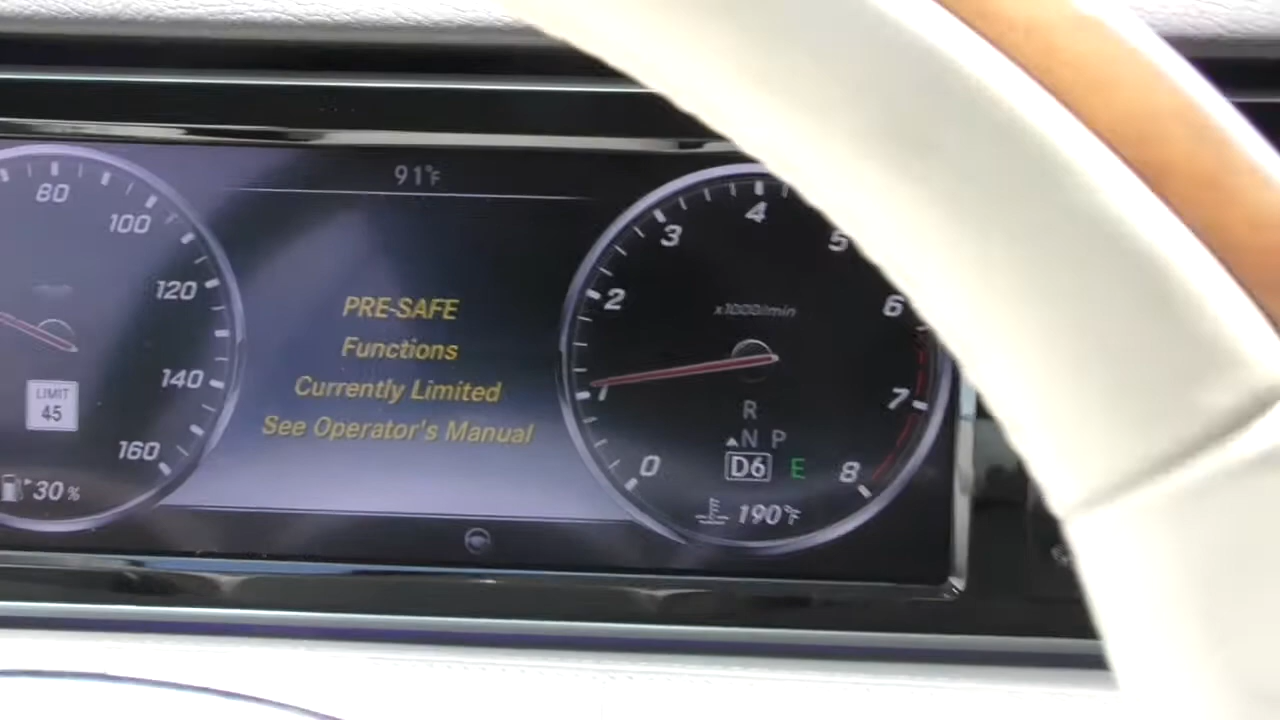 91°F
80
100
120
140
160
LIMIT
45
30 %
PRE-SAFE
Functions
Currently Limited
See Operator's Manual
0
1
2
3
4
5
6
7
8
x1000/min
R
N P
D6 E
190°F